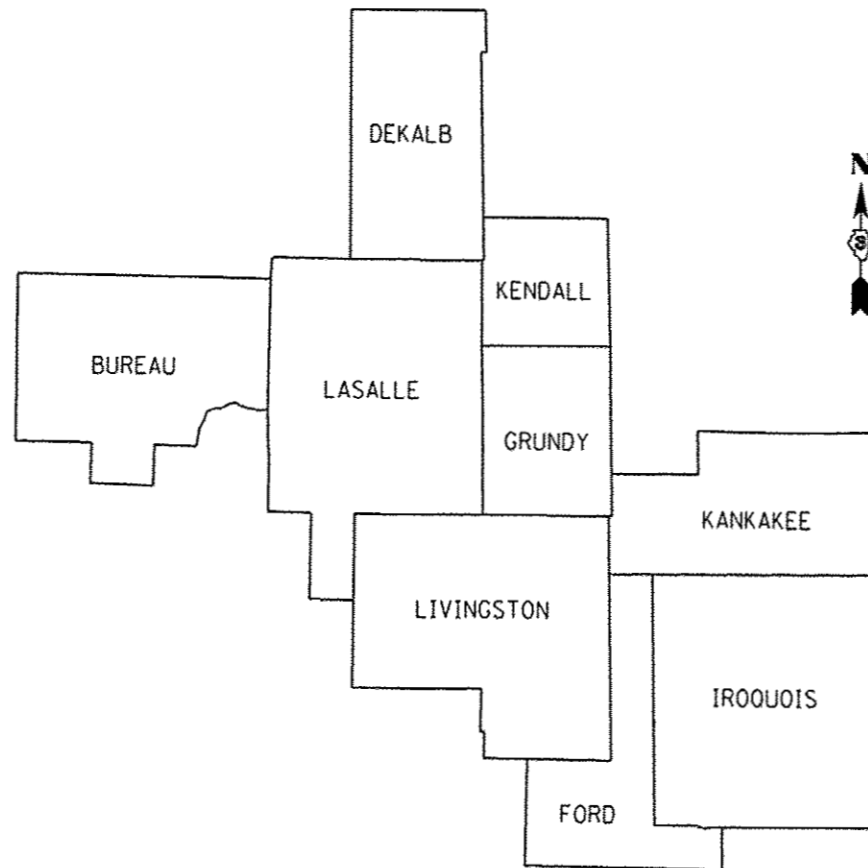 DEKALB
N
KENDALL
BUREAU
LASALLE
GRUNDY
KANKAKEE
LIVINGSTON
IROQUOIS
FORD